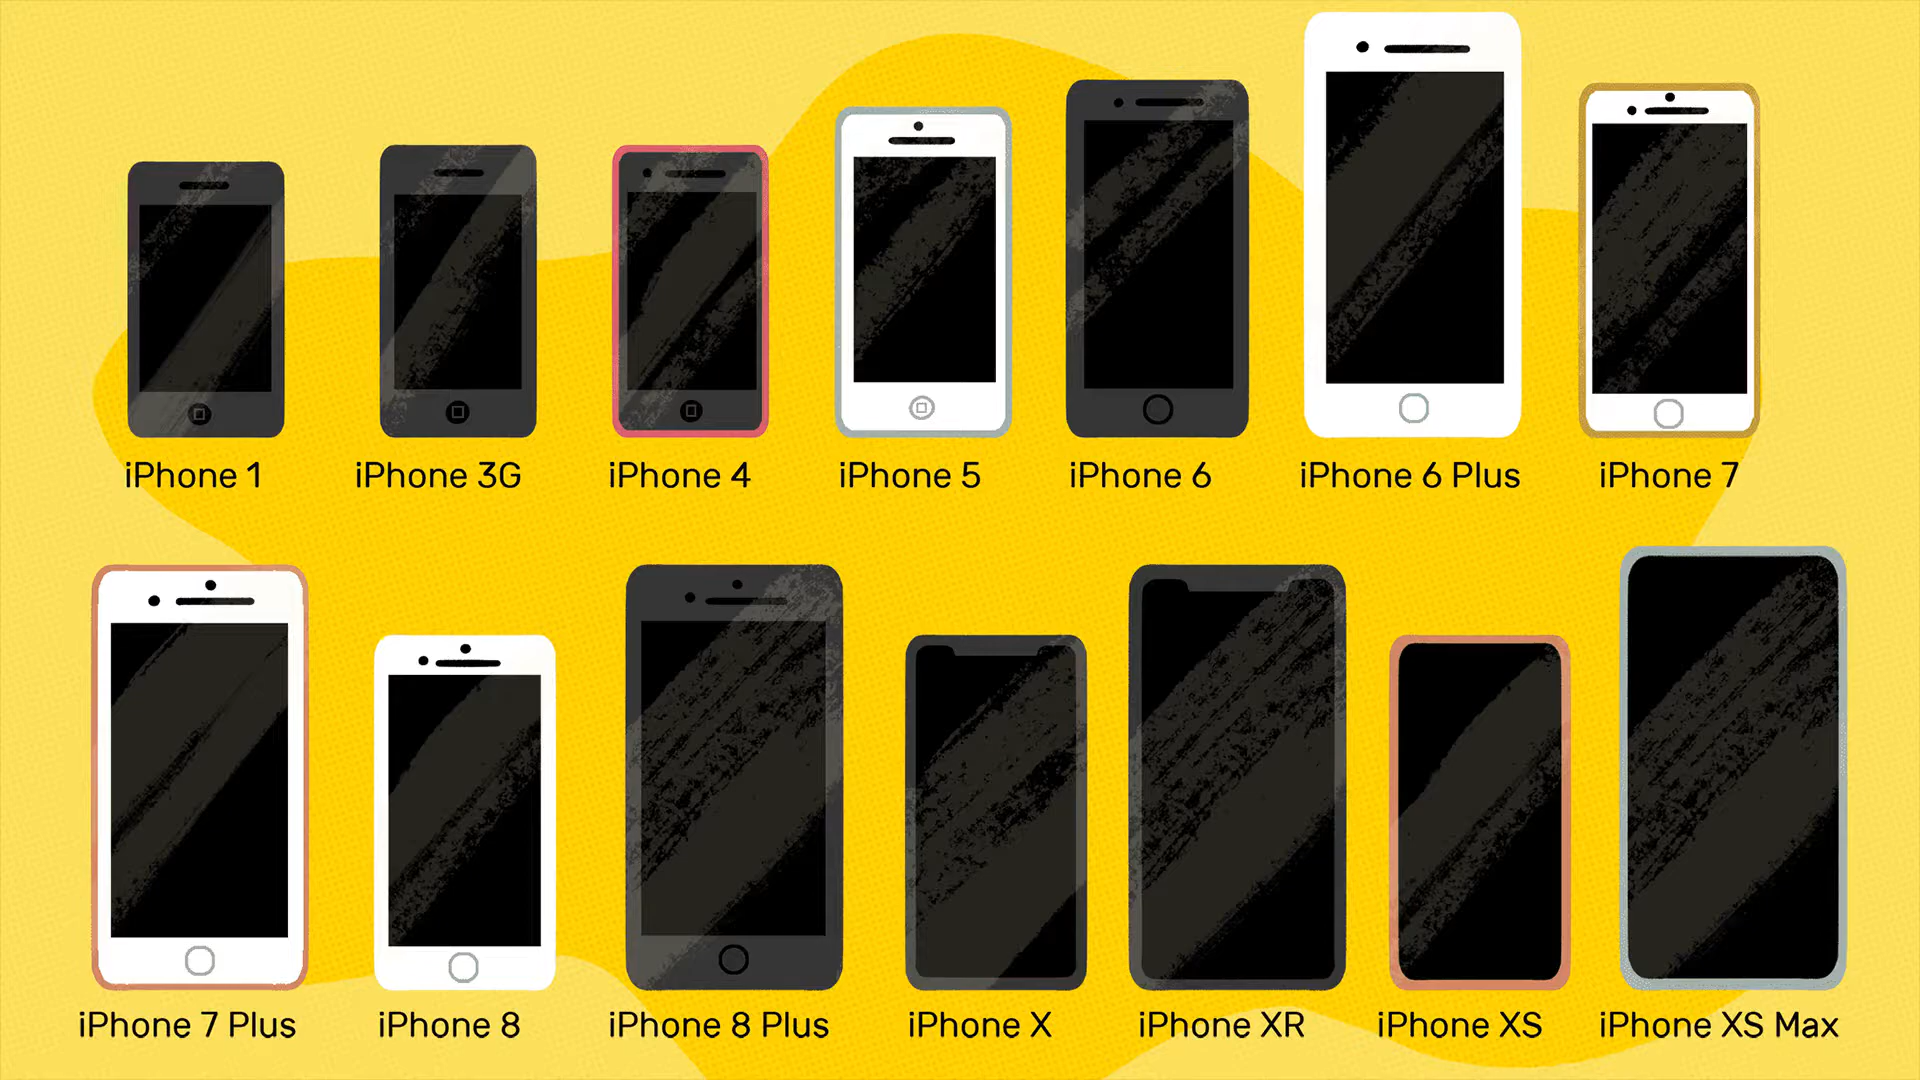 iPhone 1
iPhone 3G
iPhone 4
iPhone 5
iPhone 6
iPhone 6 Plus
iPhone 7
iPhone 7 Plus
iPhone 8
iPhone 8 Plus
iPhone X
iPhone XR
iPhone XS
iPhone XS Max